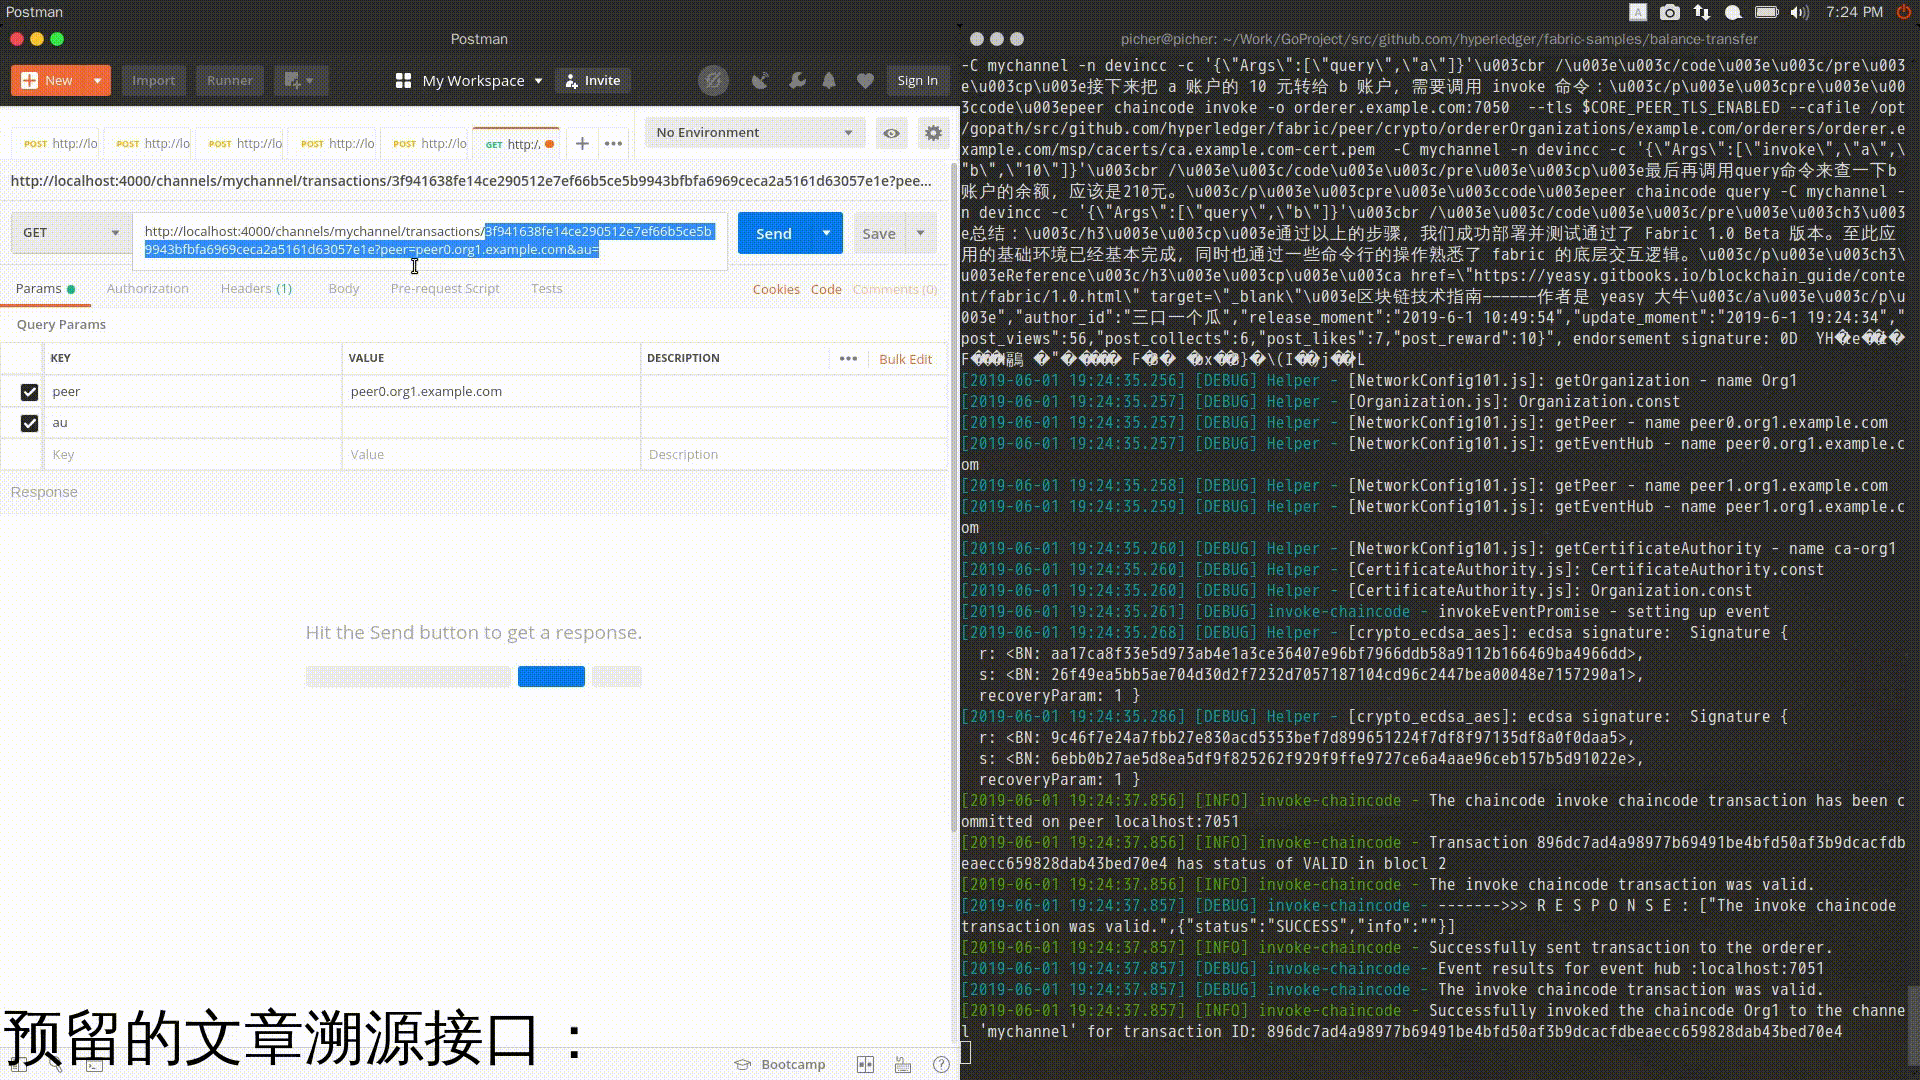 Postman
7:24 PM
Postman
New
Import
Runner
My Workspace
Invite
Sign In
POST http://lo
POST http://lo
POST http://lo
POST http://lo
POST http://lo
GET http:/.
No Environment
http://localhost:4000/channels/mychannel/transactions/3f941638fe14ce290512e7ef66b5ce5b9943bfbfa6969ceca2a5161d63057e1e?pee...
GET
http://localhost:4000/channels/mychannel/transactions/3f941638fe14ce290512e7ef66b5ce5b
9943bfbfa6969ceca2a5161d63057e1e?peer=peer0.org1.example.com&au=
Send
Save
Params
Authorization
Headers (1)
Body
Pre-request Script
Tests
Cookies
Code
Comments (0)
Query Params
KEY VALUE DESCRIPTION
Bulk Edit
peer peer0.org1.example.com
au
Key Value Description
Response
Hit the Send button to get a response.
预留的文章溯源接口：
Bootcamp
picher@picher: ~/Work/GoProject/src/github.com/hyperledger/fabric-samples/balance-transfer
-C mychannel -n devincc -c '{\"Args\":[\"query\",\"a\"]}'\u003cbr /\u003e\u003c/code\u003e\u003c/pre\u003
e\u003cp\u003e接下来把 a 账户的 10 元转给 b 账户, 需要调用 invoke 命令：\u003c/p\u003e\u003cpre\u003e\u00
3ccode\u003epeer chaincode invoke -o orderer.example.com:7050  --tls $CORE_PEER_TLS_ENABLED --cafile /opt
/gopath/src/github.com/hyperledger/fabric/peer/crypto/ordererOrganizations/example.com/orderers/orderer.e
xample.com/msp/cacerts/ca.example.com-cert.pem  -C mychannel -n devincc -c '{\"Args\":[\"invoke\",\"a\",\
"b\",\"10\"]}'\u003cbr /\u003e\u003c/code\u003e\u003c/pre\u003e\u003cp\u003e最后再调用query命令来查一下b
账户的余额, 应该是210元。\u003c/p\u003e\u003cpre\u003e\u003ccode\u003epeer chaincode query -C mychannel -
n devincc -c '{\"Args\":[\"query\",\"b\"]}'\u003cbr /\u003e\u003c/code\u003e\u003c/pre\u003e\u003ch3\u003
e总结：\u003c/h3\u003e\u003cp\u003e通过以上的步骤, 我们成功部署并测试通过了 Fabric 1.0 Beta 版本。至此应
用的基础环境已经基本完成, 同时也通过一些命令行的操作熟悉了 fabric 的底层交互逻辑。\u003c/p\u003e\u003ch3\
u003eReference\u003c/h3\u003e\u003cp\u003e\u003ca href=\"https://yeasy.gitbooks.io/blockchain_guide/conte
nt/fabric/1.0.html\" target=\"_blank\"\u003e区块链技术指南——————作者是 yeasy 大牛\u003c/a\u003e\u003c/p\u
003e","author_id":"三口一个瓜","release_moment":"2019-6-1 10:49:54","update_moment":"2019-6-1 19:24:34","
post_views":56,"post_collects":6,"post_likes":7,"post_reward":10}", endorsement signature: 0D
[2019-06-01 19:24:35.256] [DEBUG] Helper - [NetworkConfig101.js]: getOrganization - name Org1
[2019-06-01 19:24:35.257] [DEBUG] Helper - [Organization.js]: Organization.const
[2019-06-01 19:24:35.257] [DEBUG] Helper - [NetworkConfig101.js]: getPeer - name peer0.org1.example.com
[2019-06-01 19:24:35.257] [DEBUG] Helper - [NetworkConfig101.js]: getEventHub - name peer0.org1.example.c
om
[2019-06-01 19:24:35.258] [DEBUG] Helper - [NetworkConfig101.js]: getPeer - name peer1.org1.example.com
[2019-06-01 19:24:35.259] [DEBUG] Helper - [NetworkConfig101.js]: getEventHub - name peer1.org1.example.c
om
[2019-06-01 19:24:35.260] [DEBUG] Helper - [NetworkConfig101.js]: getCertificateAuthority - name ca-org1
[2019-06-01 19:24:35.260] [DEBUG] Helper - [CertificateAuthority.js]: CertificateAuthority.const
[2019-06-01 19:24:35.260] [DEBUG] Helper - [CertificateAuthority.js]: Organization.const
[2019-06-01 19:24:35.261] [DEBUG] invoke-chaincode - invokeEventPromise - setting up event
[2019-06-01 19:24:35.268] [DEBUG] Helper - [crypto_ecdsa_aes]: ecdsa signature:  Signature {
r: <BN: aa17ca8f33e5d973ab4e1a3ce36407e96bf7966ddb58a9112b166469ba4966dd>,
s: <BN: 26f49ea5bb5ae704d30d2f7232d7057187104cd96c2447bea00048e7157290a1>,
recoveryParam: 1 }
[2019-06-01 19:24:35.286] [DEBUG] Helper - [crypto_ecdsa_aes]: ecdsa signature:  Signature {
r: <BN: 9c46f7e24a7fbb27e830acd5353bef7d899651224f7df8f97135df8a0f0daa5>,
s: <BN: 6ebb0b27ae5d8ea5df9f825262f929f9ffe9727ce6a4aae96ceb157b5d91022e>,
recoveryParam: 1 }
[2019-06-01 19:24:37.856] [INFO] invoke-chaincode - The chaincode invoke chaincode transaction has been c
ommitted on peer localhost:7051
[2019-06-01 19:24:37.856] [INFO] invoke-chaincode - Transaction 896dc7ad4a98977b69491be4bfd50af3b9dcacfdb
eaecc659828dab43bed70e4 has status of VALID in blocl 2
[2019-06-01 19:24:37.856] [INFO] invoke-chaincode - The invoke chaincode transaction was valid.
[2019-06-01 19:24:37.857] [DEBUG] invoke-chaincode - ------->>> R E S P O N S E : ["The invoke chaincode
transaction was valid.",{"status":"SUCCESS","info":""}]
[2019-06-01 19:24:37.857] [INFO] invoke-chaincode - Successfully sent transaction to the orderer.
[2019-06-01 19:24:37.857] [DEBUG] invoke-chaincode - Event results for event hub :localhost:7051
[2019-06-01 19:24:37.857] [DEBUG] invoke-chaincode - The invoke chaincode transaction was valid.
[2019-06-01 19:24:37.857] [INFO] invoke-chaincode - Successfully invoked the chaincode Org1 to the channe
l 'mychannel' for transaction ID: 896dc7ad4a98977b69491be4bfd50af3b9dcacfdbeaecc659828dab43bed70e4